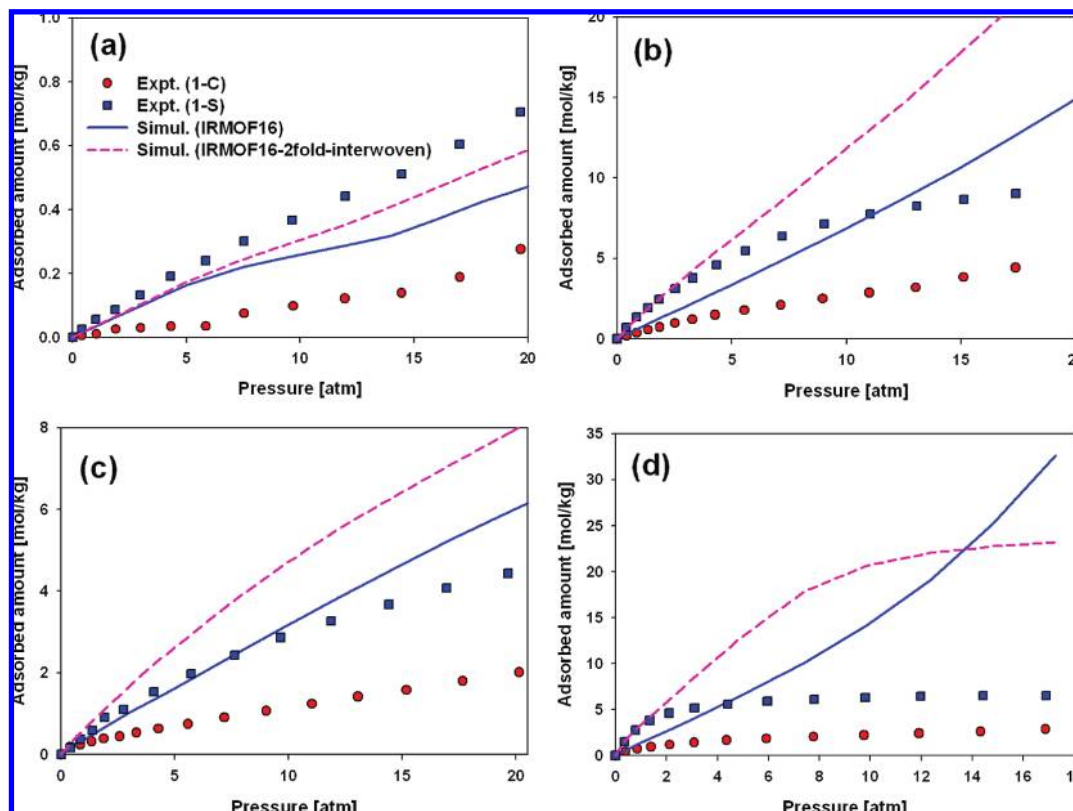 Adsorbed amount [mol/kg]
1.0
0.8
0.6
0.4
0.2
0.0
(a)
Expt. (1-C)
Expt. (1-S)
Simul. (IRMOF16)
Simul. (IRMOF16-2fold-interwoven)
0 5 10 15 20
Pressure [atm]
Adsorbed amount [mol/kg]
20
15
10
5
0
(b)
0 5 10 15 2
Pressure [atm]
Adsorbed amount [mol/kg]
8
6
4
2
0
(c)
0 5 10 15 20
Pressure [atm]
Adsorbed amount [mol/kg]
35
30
25
20
15
10
5
0
(d)
0 2 4 6 8 10 12 14 16 1
Pressure [atm]